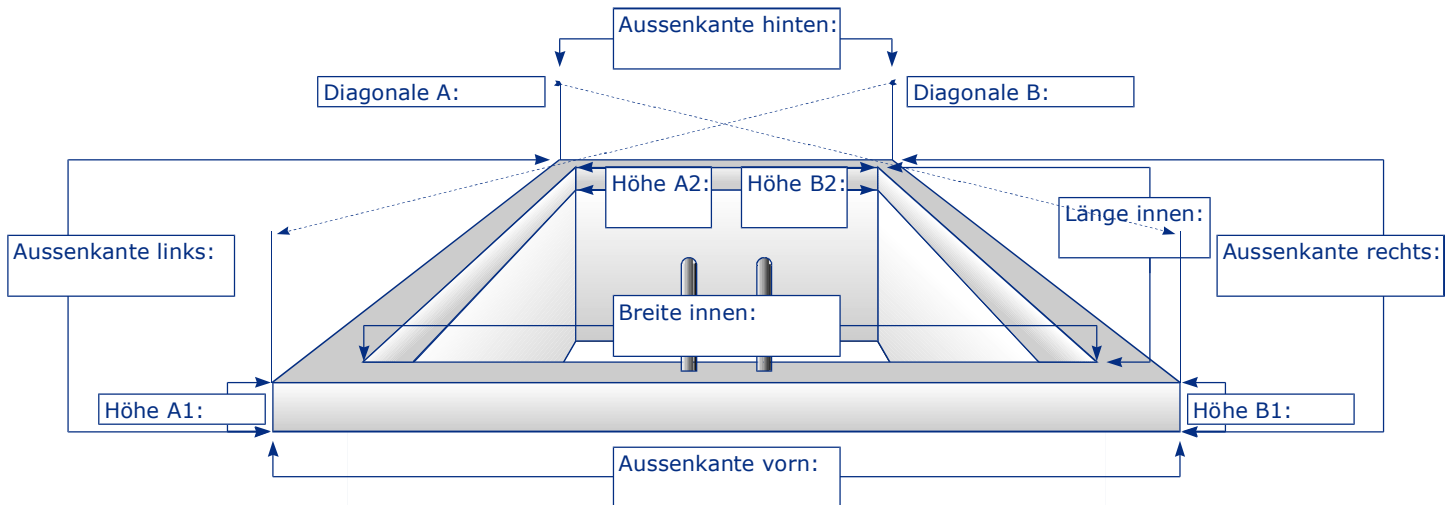 Aussenkante hinten:
Diagonale A:
Diagonale B:
Höhe A2:
Höhe B2:
Länge innen:
Aussenkante links:
Aussenkante rechts:
Breite innen:
Höhe A1:
Höhe B1:
Aussenkante vorn: